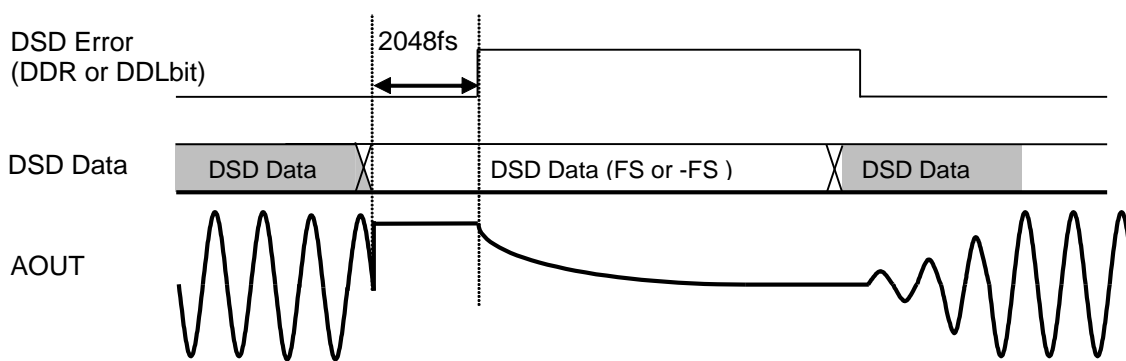 DSD Error
(DDR or DDLbit)
2048fs
DSD Data
DSD Data
DSD Data (FS or -FS )
DSD Data
AOUT